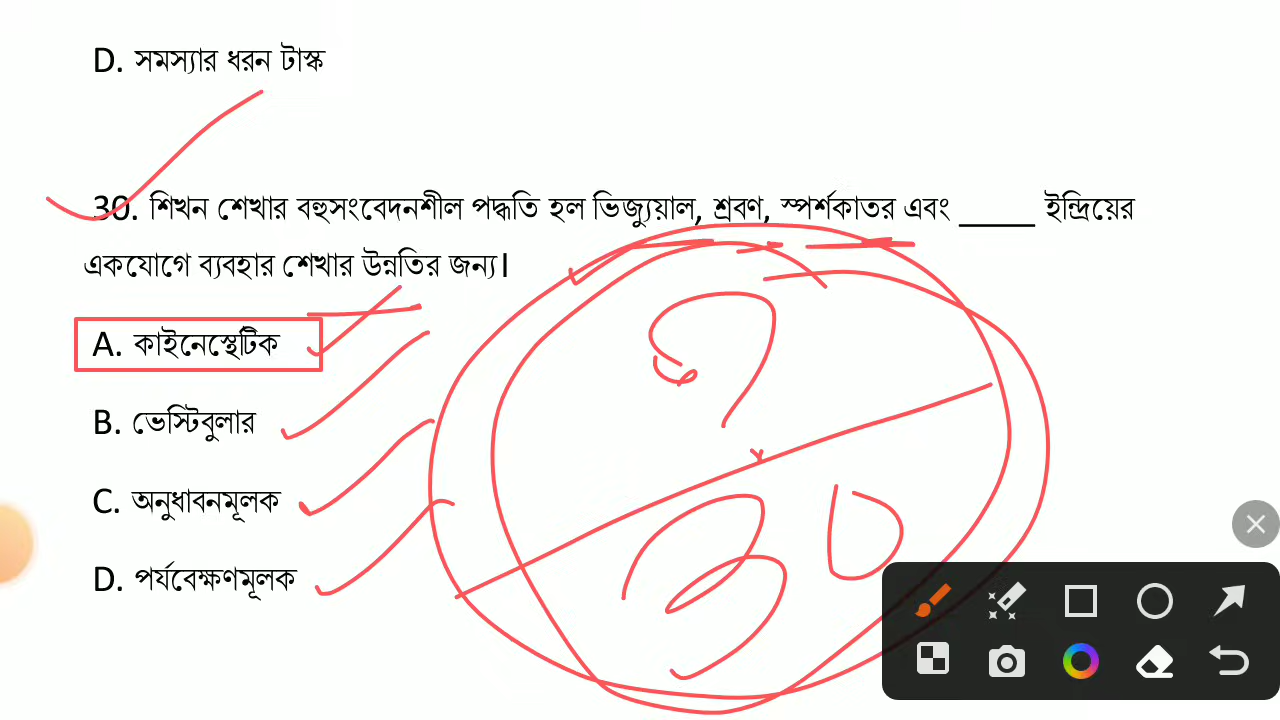 D. সমস্যার ধরন টাস্ক
30. শিখন শেখার বহুসংবেদনশীল পদ্ধতি হল ভিজ্যুয়াল, শ্রবণ, স্পর্শকাতর এবং _____ ইন্দ্রিয়ের
একযোগে ব্যবহার শেখার উন্নতির জন্য।
A. কাইনেস্থেটিক
B. ভেস্টিবুলার
C. অনুধাবনমূলক
D. পর্যবেক্ষণমূলক
?
30